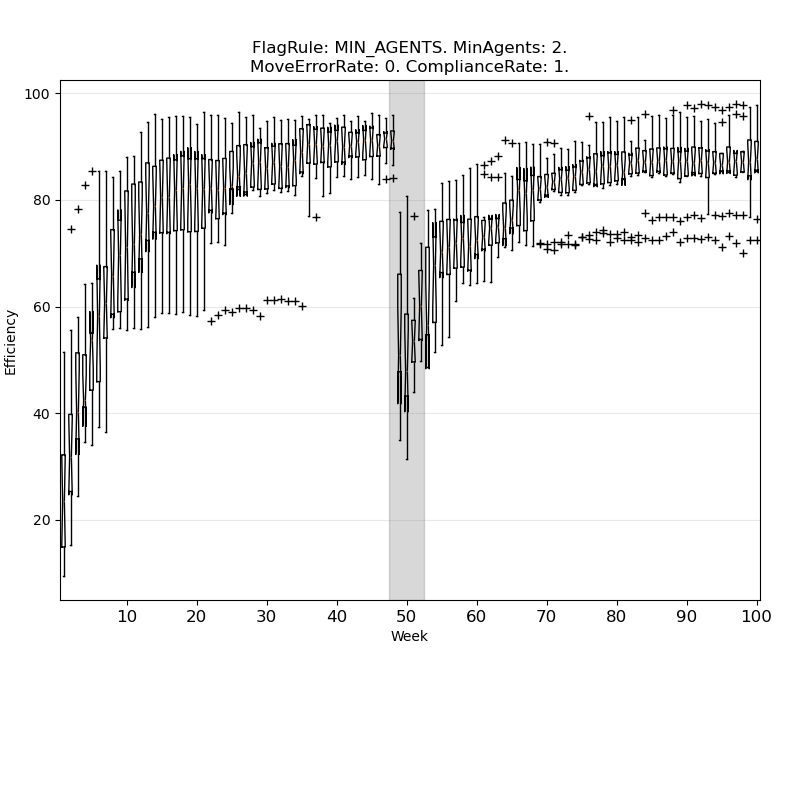 FlagRule: MIN_AGENTS. MinAgents: 2.
MoveErrorRate: 0. ComplianceRate: 1.
100
80
60
40
20
Efficiency
10 20 30 40 50 60 70 80 90 100
Week